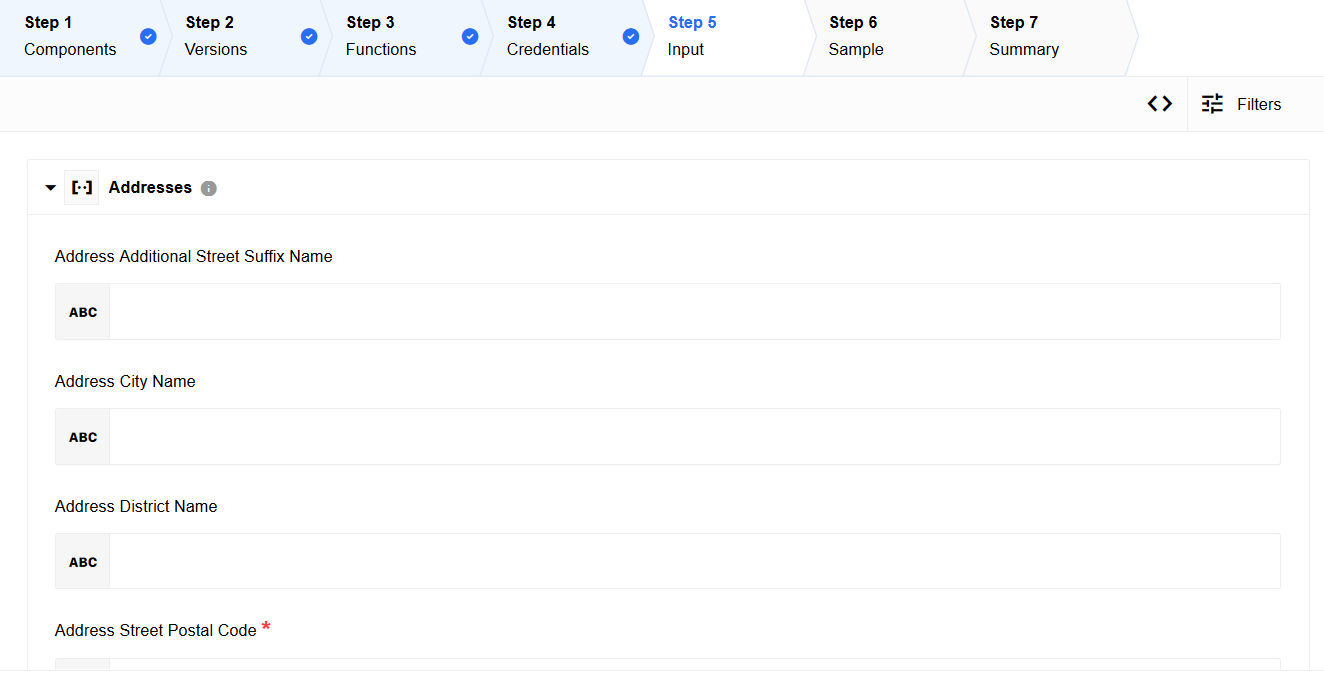 Step 1 Step 2 Step 3 Step 4 Step 5 Step 6 Step 7
Components Versions Functions Credentials Input Sample Summary
Filters
Addresses
Address Additional Street Suffix Name
ABC
Address City Name
ABC
Address District Name
ABC
Address Street Postal Code *